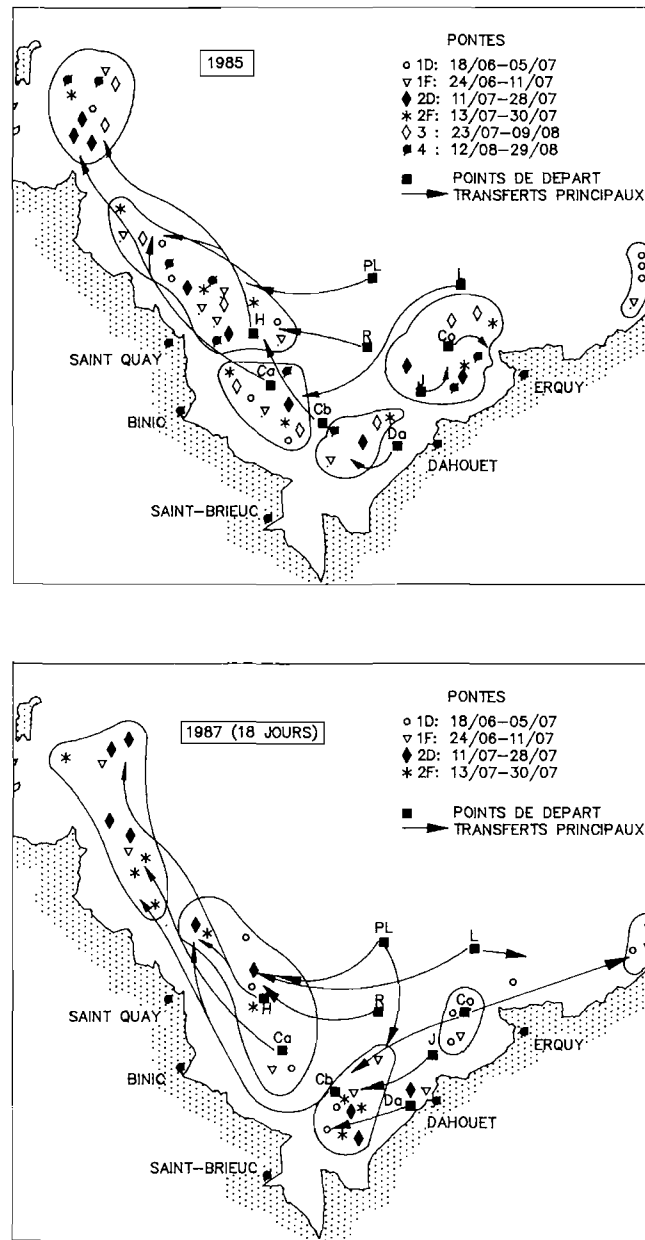 1985
PONTES
1D: 18/06-05/07
1F: 24/06-11/07
2D: 11/07-28/07
2F: 13/07-30/07
3 : 23/07-09/08
4 : 12/08-29/08
POINTS DE DEPART
TRANSFERTS PRINCIPAUX
PL
L
H
R
Co
SAINT QUAY
Ca
J
ERQUY
BINIC
Cb
Da
DAHOUET
SAINT-BRIEUC
1987 (18 JOURS)
PONTES
1D: 18/06-05/07
1F: 24/06-11/07
2D: 11/07-28/07
2F: 13/07-30/07
POINTS DE DEPART
TRANSFERTS PRINCIPAUX
PL
L
SAINT QUAY
H
R
Co
Ca
J
ERQUY
BINIC
Cb
Da
DAHOUET
SAINT-BRIEUC